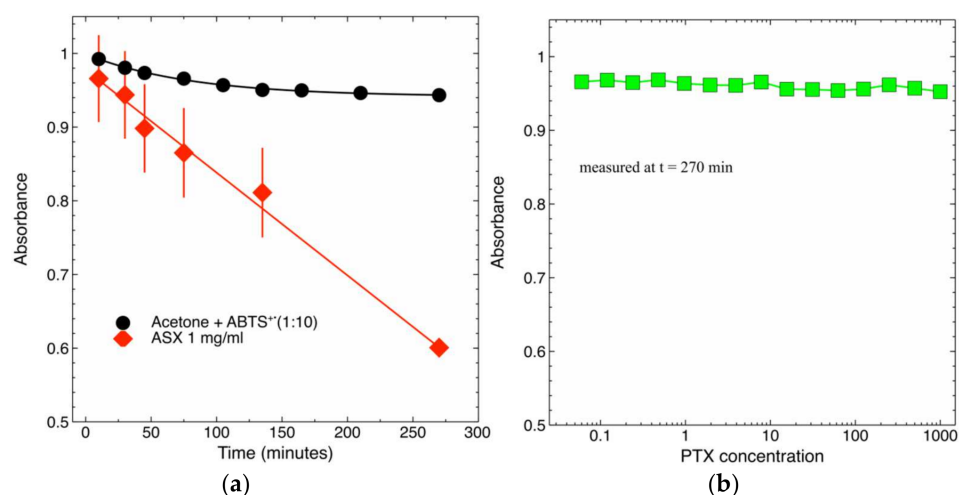 1
0.9
0.8
0.7
0.6
0.5
Absorbance
Acetone + ABTS+·(1:10)
ASX 1 mg/ml
0 50 100 150 200 250 300
Time (minutes)
(a)
1
0.9
0.8
0.7
0.6
0.5
Absorbance
measured at t = 270 min
0.1 1 10 100 1000
PTX concentration
(b)